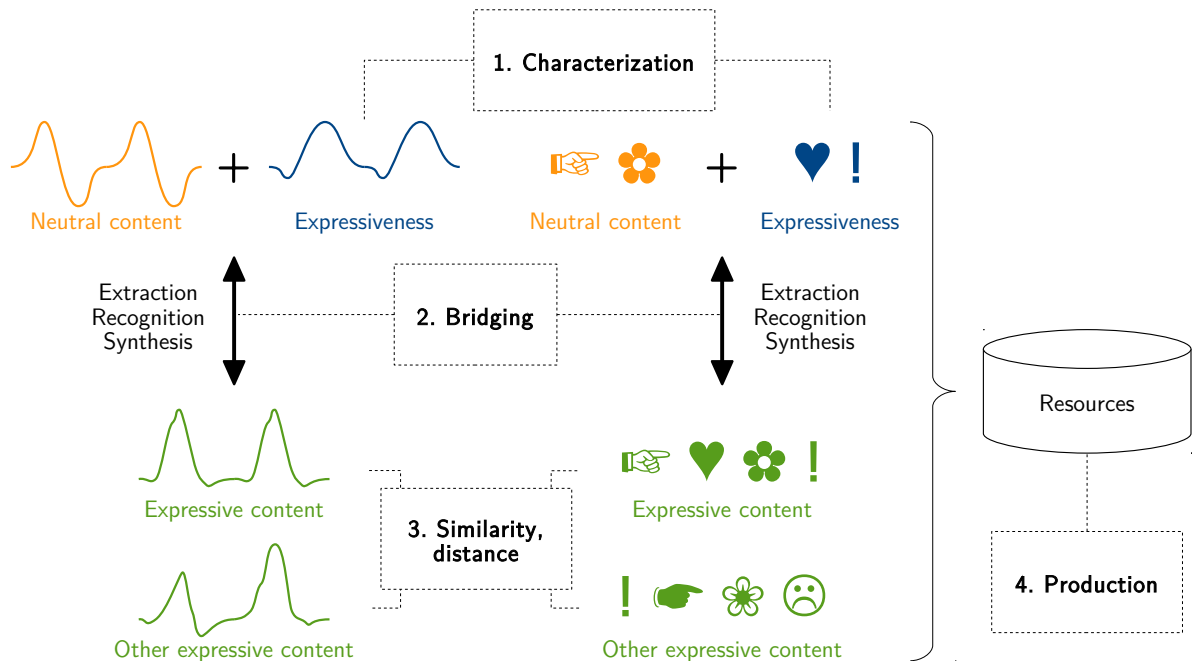 1. Characterization
Neutral content
Expressiveness
Neutral content
Expressiveness
Extraction
Recognition
Synthesis
2. Bridging
Extraction
Recognition
Synthesis
Resources
Expressive content
Expressive content
3. Similarity,
distance
4. Production
Other expressive content
Other expressive content